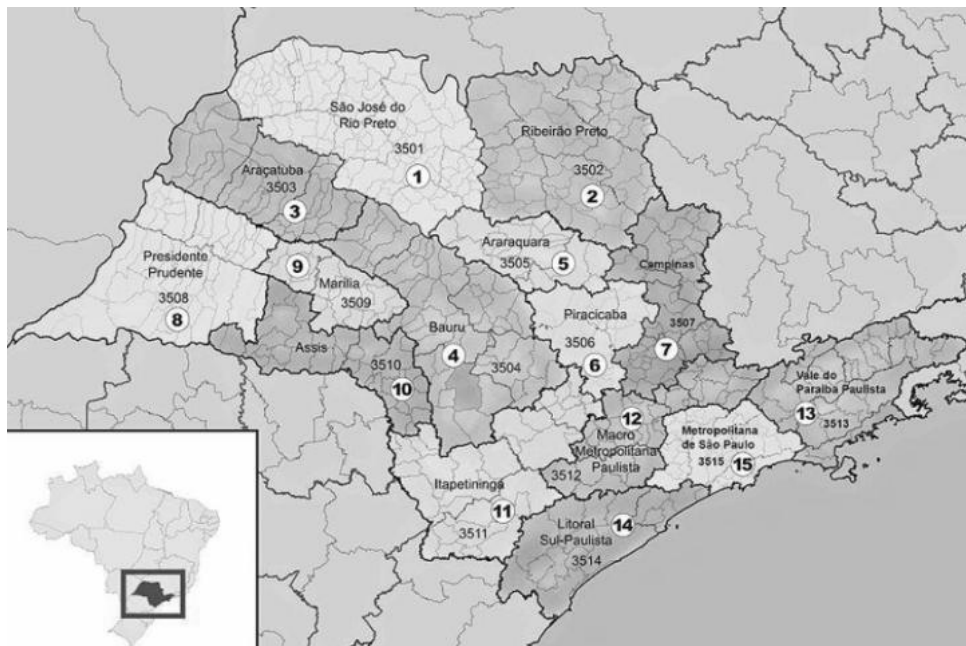 São José do
Rio Preto
3501
1
Ribeirão Preto
3502
2
Araçatuba
3503
3
Araraquara
3505
5
Campinas
3507
7
Presidente
Prudente
3508
8
9
Marília
3509
Piracicaba
3506
6
Bauru
4
3504
Assis
3510
10
Vale do
Paraíba Paulista
13
3513
12
Macro
Metropolitana
Paulista
3512
Metropolitana
de São Paulo
3515
15
Itapetininga
11
3511
Litoral
Sul-Paulista
14
3514